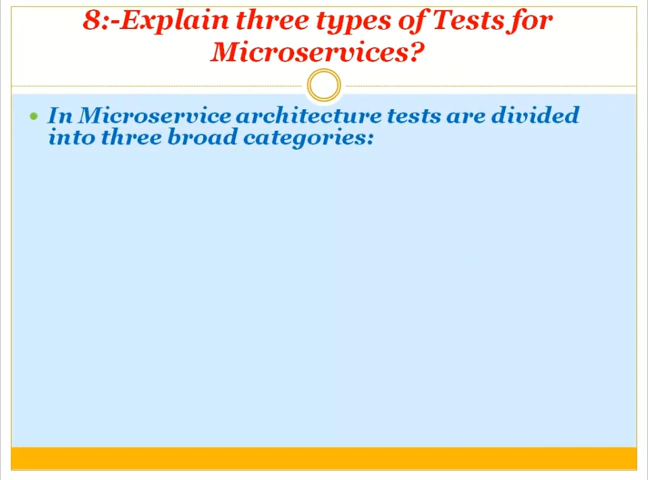 8:-Explain three types of Tests for
Microservices?
In Microservice architecture tests are divided
into three broad categories: